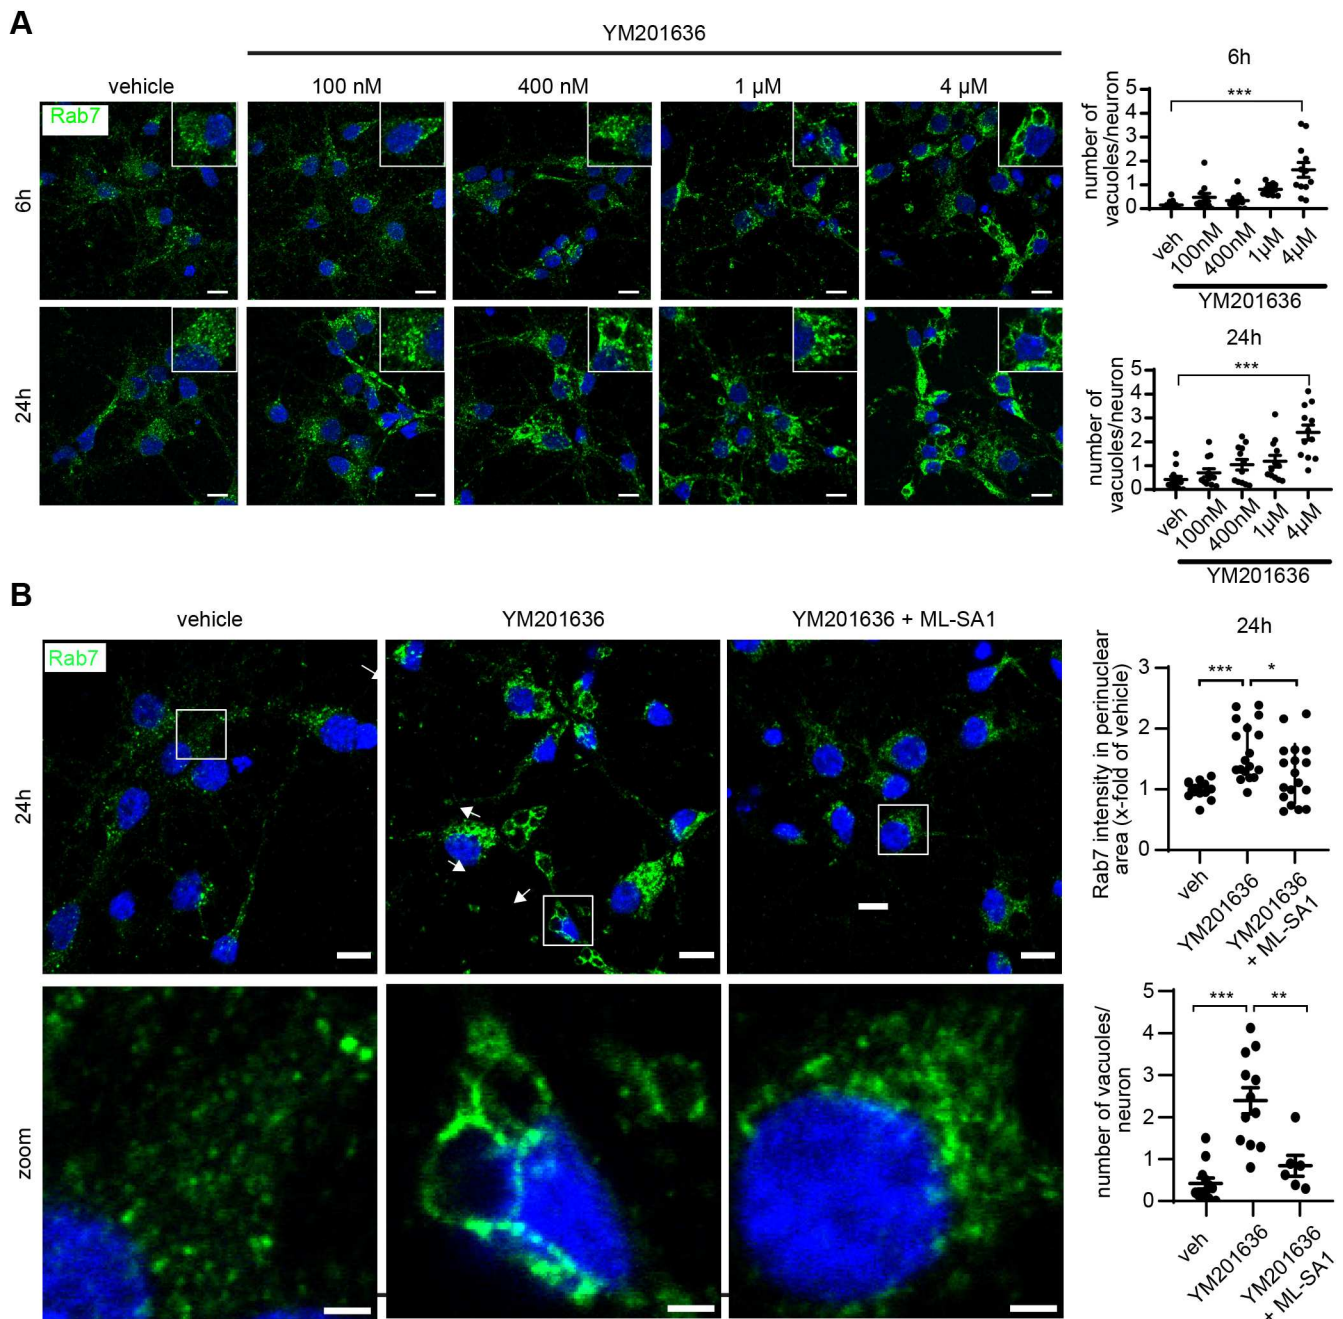 A
YM201636
vehicle
100 nM
400 nM
1 µM
4 µM
Rab7
6h
24h
6h
number of
vacuoles/neuron
5
4
3
2
1
0
veh
100nM
400nM
1µM
4µM
***
YM201636
24h
number of
vacuoles/neuron
5
4
3
2
1
0
veh
100nM
400nM
1µM
4µM
***
YM201636
B
vehicle
YM201636
YM201636 + ML-SA1
Rab7
24h
zoom
24h
Rab7 intensity in perinuclear
area (x-fold of vehicle)
3
2
1
0
***
*
veh
YM201636
YM201636
+ ML-SA1
number of vacuoles/
neuron
5
4
3
2
1
0
***
**
veh
YM201636
YM201636
+ ML-SA1